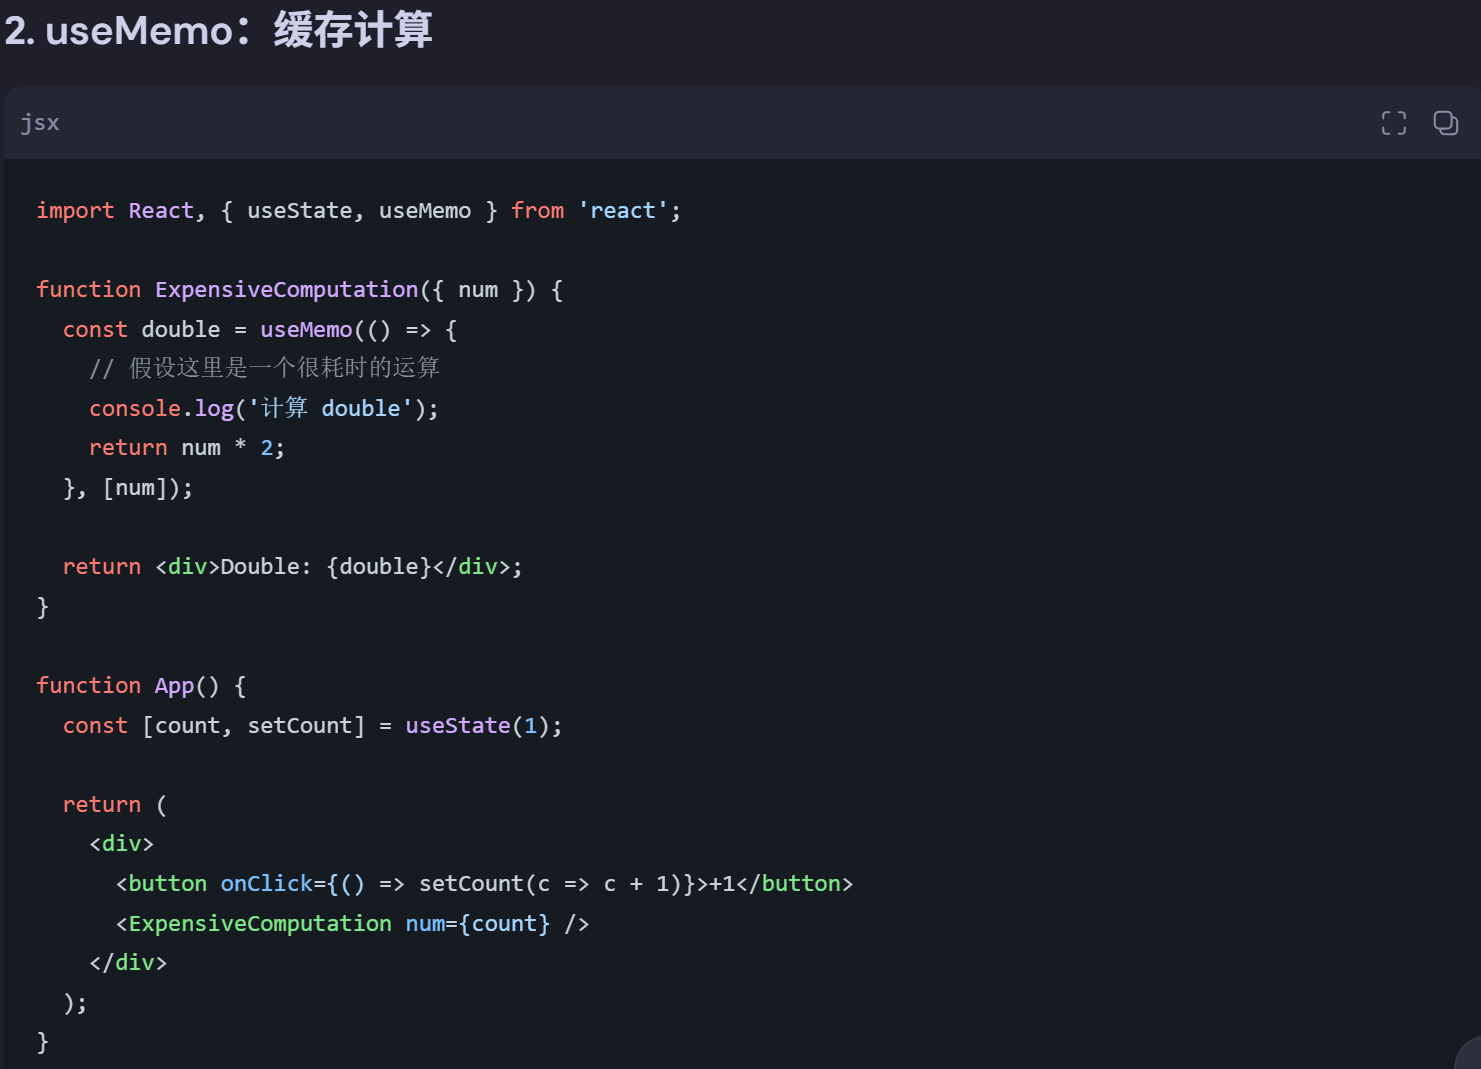 2. useMemo：缓存计算
jsx
import React, { useState, useMemo } from 'react';
function ExpensiveComputation({ num }) {
  const double = useMemo(() => {
    // 假设这里是一个很耗时的运算
    console.log('计算 double');
    return num * 2;
  }, [num]);
  return <div>Double: {double}</div>;
}
function App() {
  const [count, setCount] = useState(1);
  return (
    <div>
      <button onClick={() => setCount(c => c + 1)}>+1</button>
      <ExpensiveComputation num={count} />
    </div>
  );
}